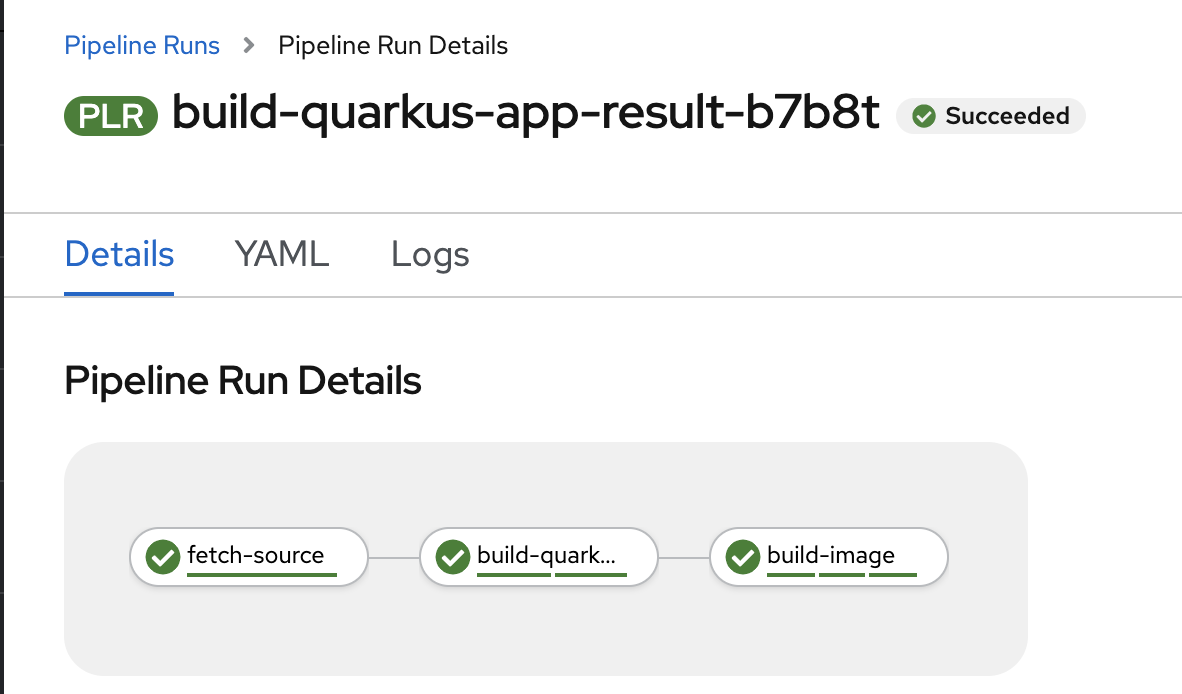 Pipeline Runs > Pipeline Run Details
PLR build-quarkus-app-result-b7b8t Succeeded
Details YAML Logs
Pipeline Run Details
fetch-source build-quark... build-image